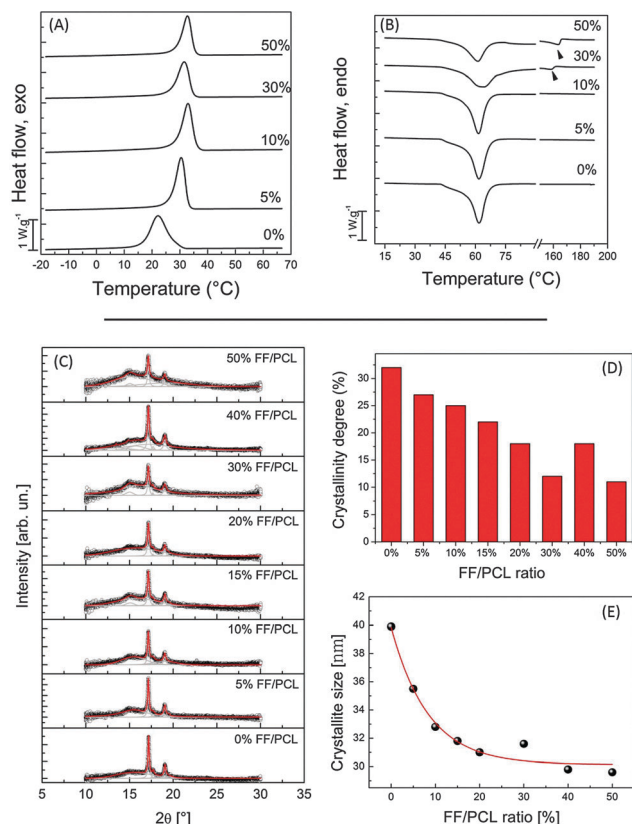 (A)
50%
30%
10%
5%
0%
Heat flow, exo
1 W.g⁻¹
-20 -10 0 10 20 30 40 50 60 70
Temperature (°C)
(B)
50%
30%
10%
5%
0%
Heat flow, endo
1 W.g⁻¹
15 30 45 60 75 160 170 180 190 200
Temperature (°C)
(C)
50% FF/PCL
40% FF/PCL
30% FF/PCL
20% FF/PCL
15% FF/PCL
10% FF/PCL
5% FF/PCL
0% FF/PCL
Intensity [arb. un.]
5 10 15 20 25 30 35
2θ [°]
(D)
Crystallinity degree (%)
30
25
20
15
10
5
0
0% 5% 10% 15% 20% 30% 40% 50%
FF/PCL ratio
(E)
Crystallite size [nm]
42
40
38
36
34
32
30
28
0 10 20 30 40 50
FF/PCL ratio [%]